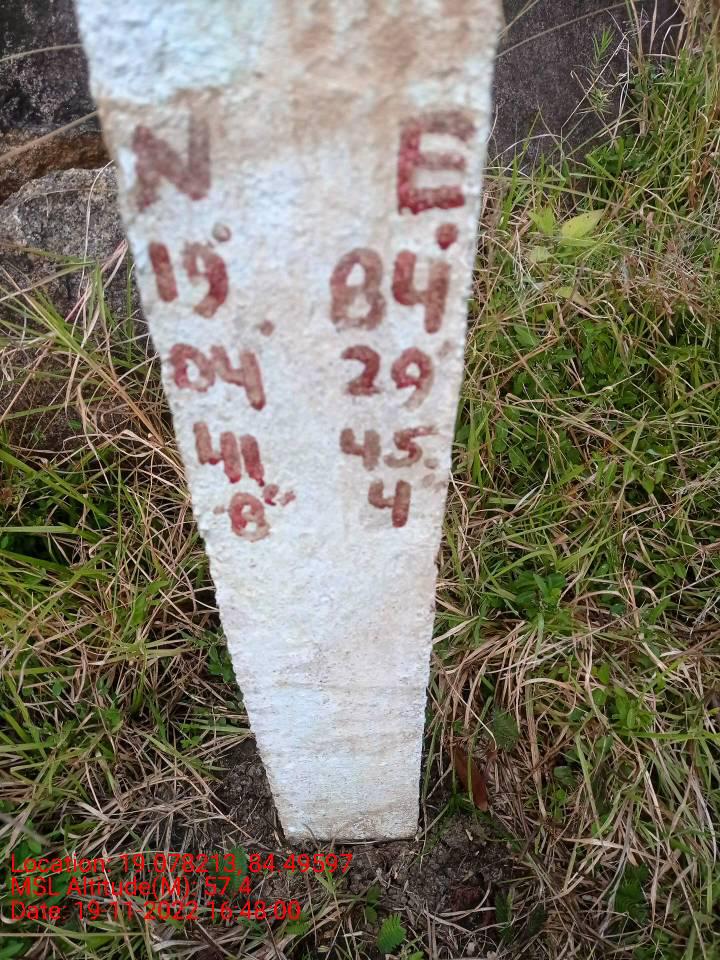 N E
19° 84°
04' 29'
41 45.
.8" 4"
Location: 19.078213, 84.49597
MSL Altitude(M): 57.4
Date: 19-11-2022 16:48:00